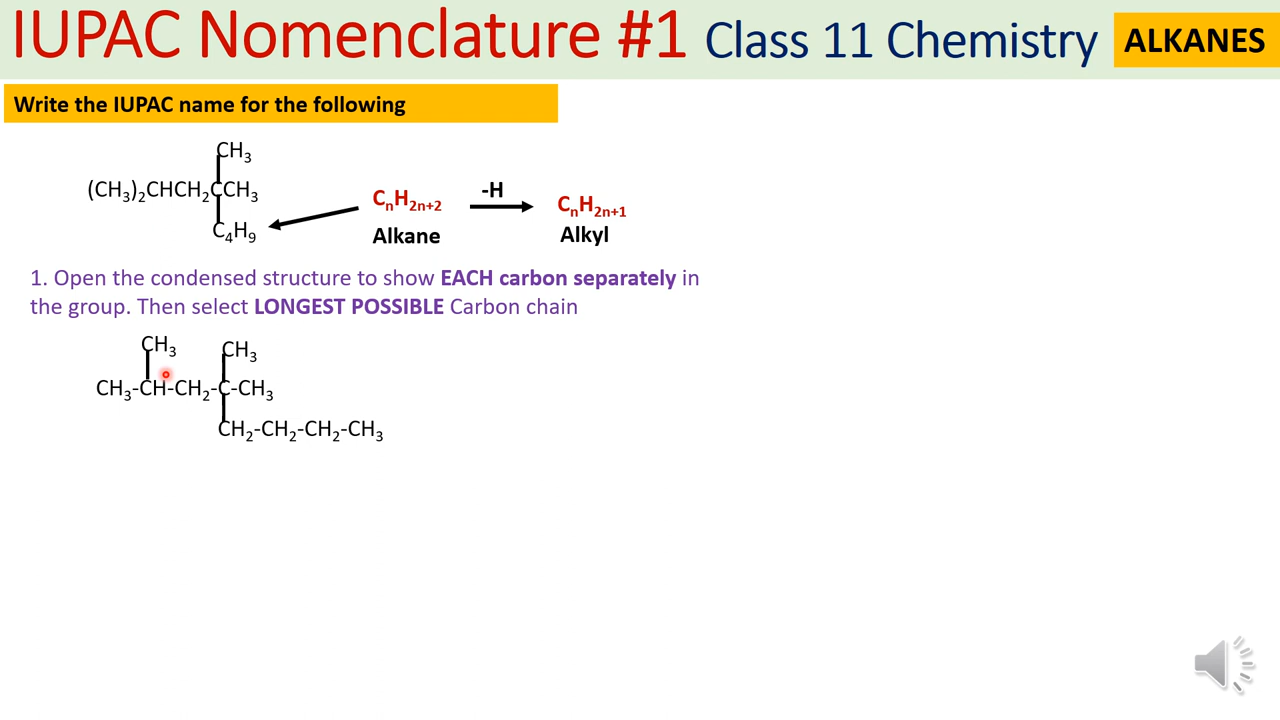 IUPAC Nomenclature #1 Class 11 Chemistry ALKANES
Write the IUPAC name for the following
CH₃
(CH₃)₂CHCH₂CCH₃
C₄H₉
CₙH₂ₙ₊₂ -H CₙH₂ₙ₊₁
Alkane Alkyl
1. Open the condensed structure to show EACH carbon separately in
the group. Then select LONGEST POSSIBLE Carbon chain
CH₃ CH₃
CH₃-CH-CH₂-C-CH₃
CH₂-CH₂-CH₂-CH₃